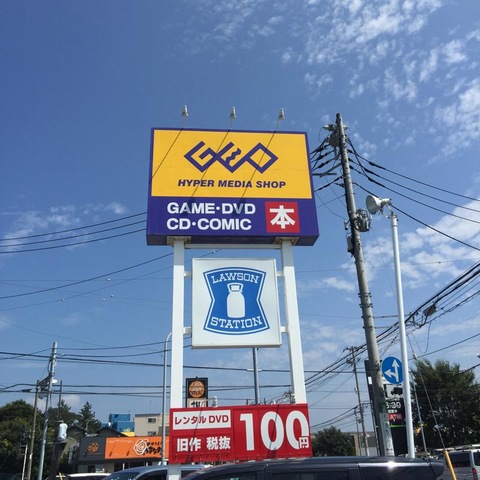 GEO
HYPER MEDIA SHOP
GAME・DVD
CD・COMIC
本
LAWSON
STATION
レンタルDVD
旧作 税抜
100円